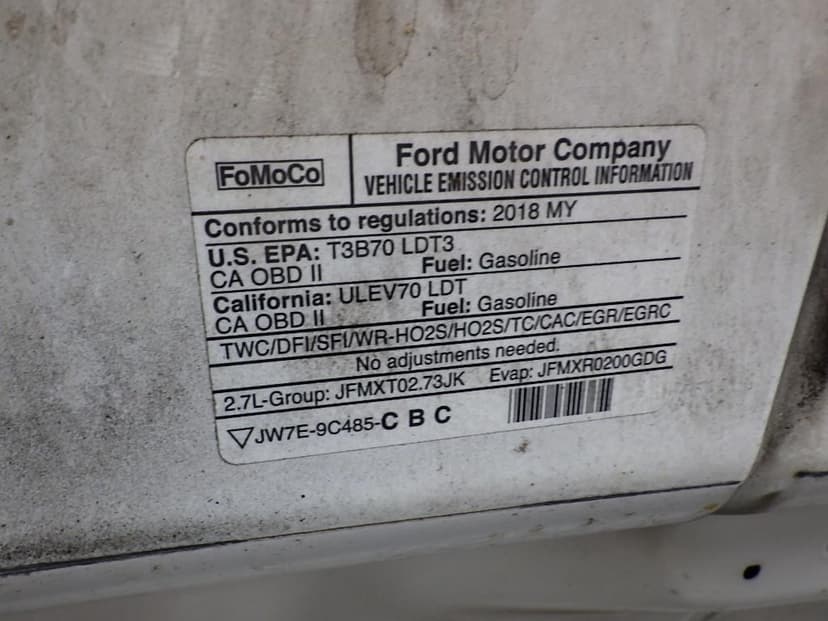 FoMoCo
Ford Motor Company
VEHICLE EMISSION CONTROL INFORMATION
Conforms to regulations: 2018 MY
U.S. EPA: T3B70 LDT3
CA OBD II Fuel: Gasoline
California: ULEV70 LDT
CA OBD II Fuel: Gasoline
TWC/DFI/SFI/WR-HO2S/HO2S/TC/CAC/EGR/EGRC
No adjustments needed.
2.7L-Group: JFMXT02.73JK Evap: JFMXR0200GDG
JW7E-9C485-C B C